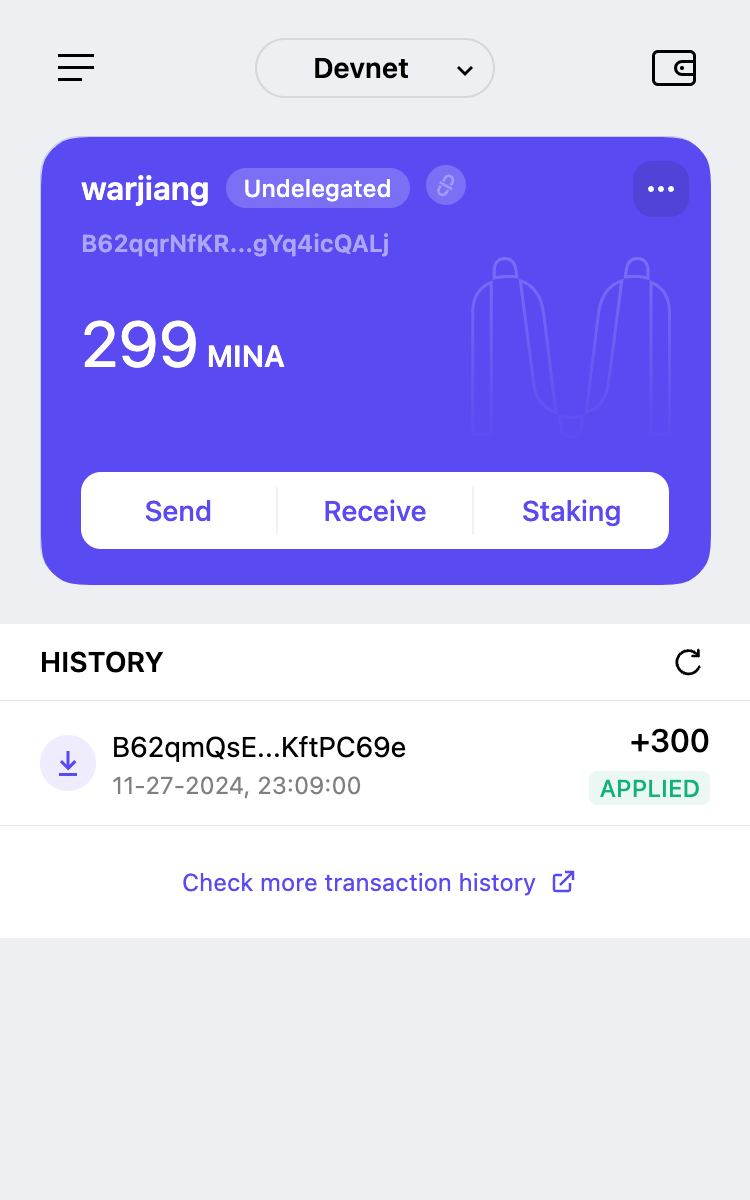 Devnet
warjiang Undelegated
B62qqrNfKR...gYq4icQALj
299 MINA
Send Receive Staking
HISTORY
B62qmQsE...KftPC69e +300
11-27-2024, 23:09:00 APPLIED
Check more transaction history